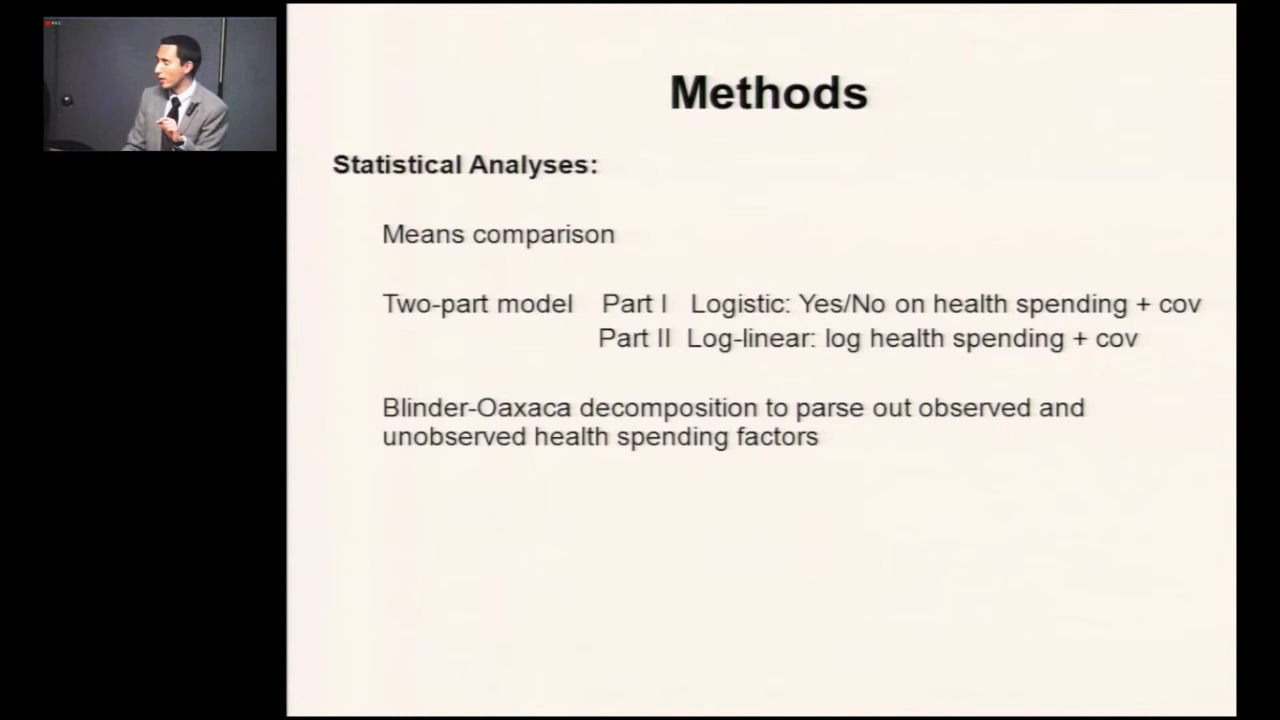 Methods
Statistical Analyses:
Means comparison
Two-part model Part I Logistic: Yes/No on health spending + cov
Part II Log-linear: log health spending + cov
Blinder-Oaxaca decomposition to parse out observed and
unobserved health spending factors